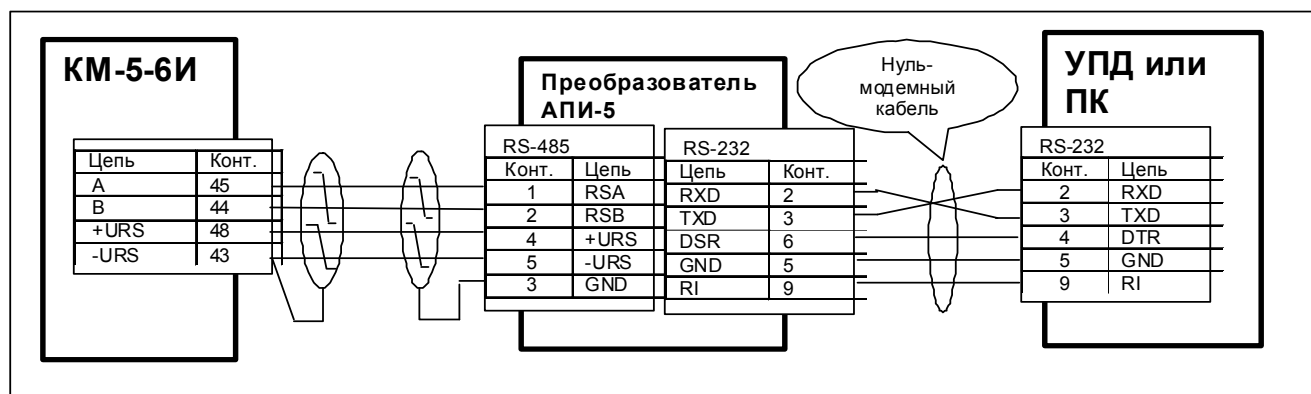 КМ-5-6И
Цепь Конт.
А 45
В 44
+URS 48
-URS 43
Преобразователь
АПИ-5
RS-485
Конт. Цепь
1 RSA
2 RSB
4 +URS
5 -URS
3 GND
RS-232
Цепь Конт.
RXD 2
TXD 3
DSR 6
GND 5
RI 9
Нуль-
модемный
кабель
УПД или
ПК
RS-232
Конт. Цепь
2 RXD
3 TXD
4 DTR
5 GND
9 RI